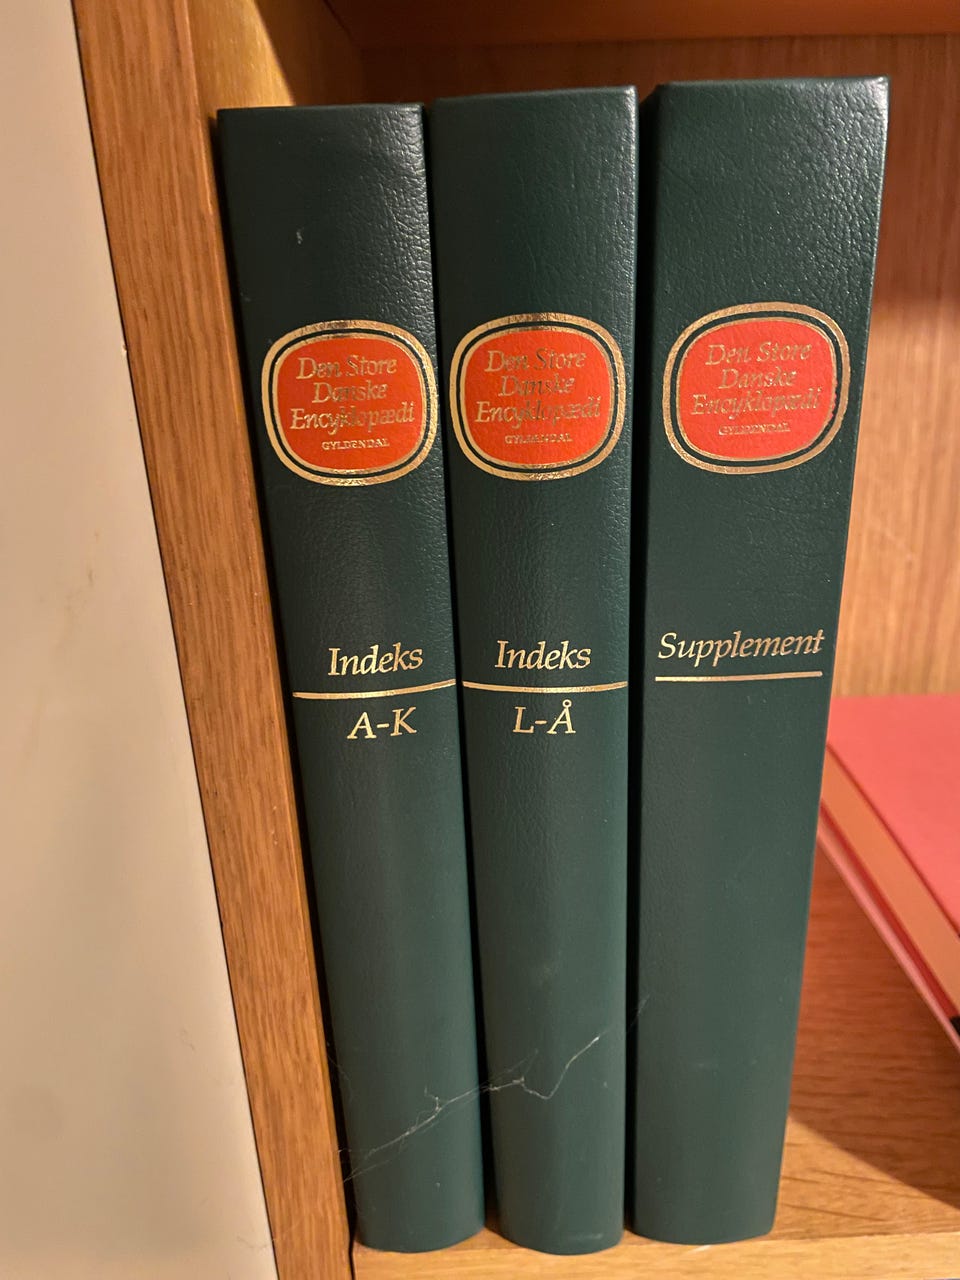 Den Store
Danske
Encyklopædi
GYLDENDAL
Indeks
A-K
Den Store
Danske
Encyklopædi
GYLDENDAL
Indeks
L-Å
Den Store
Danske
Encyklopædi
GYLDENDAL
Supplement